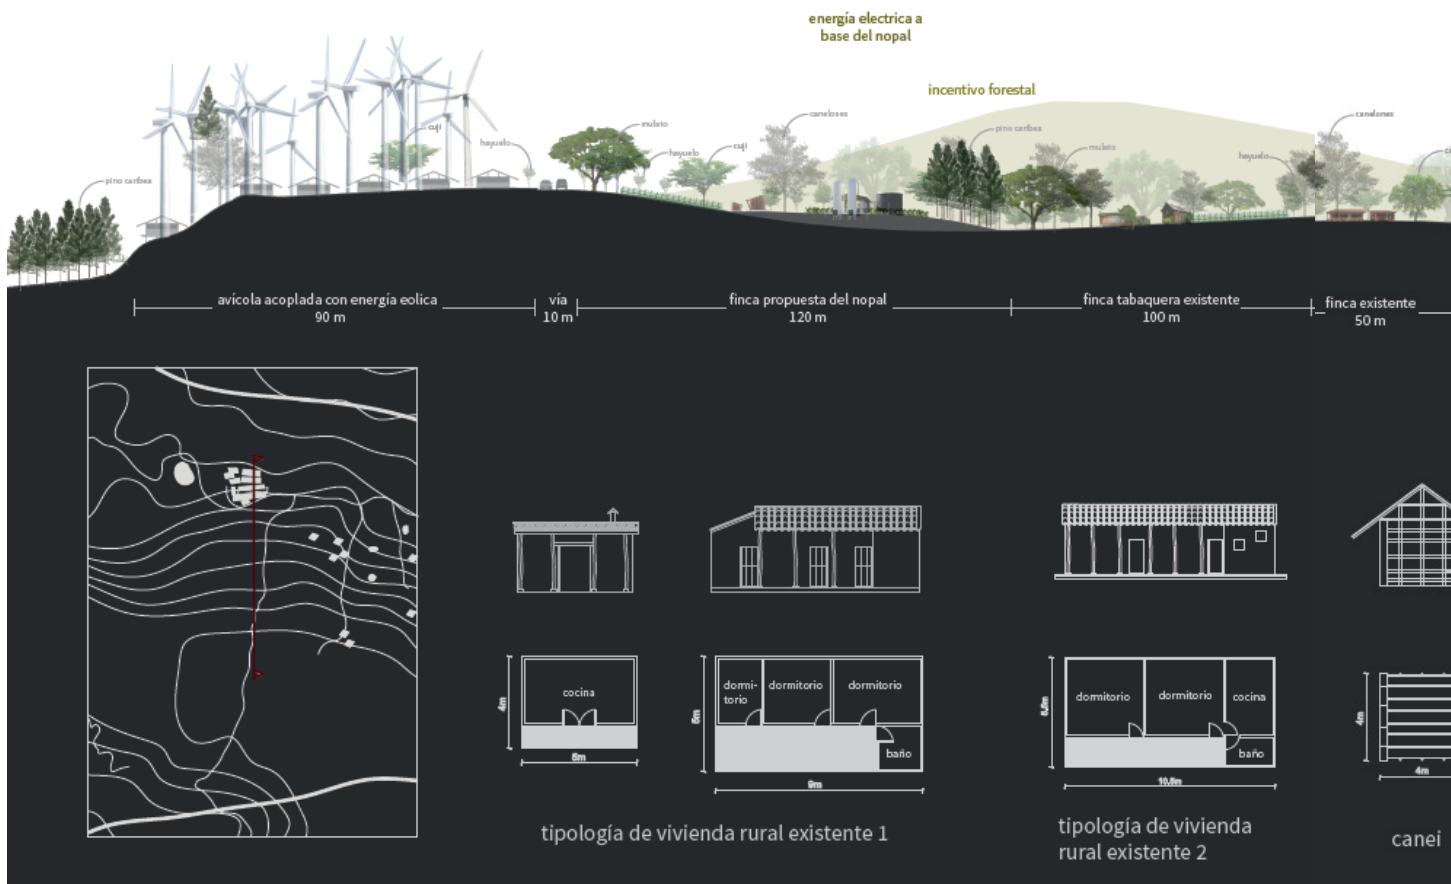 energía electrica a
base del nopal
incentivo forestal
canelones
canelones
mulato
cují
pino caribea
hayuelo
hayuelo
cují
mulato
hayuelo
pino caribea
avícola acoplada con energía eolica
90 m
vía
10 m
finca propuesta del nopal
120 m
finca tabaquera existente
100 m
finca existente
50 m
cocina
4m
5m
dormi-
torio
dormitorio
dormitorio
baño
5m
9m
dormitorio
dormitorio
cocina
baño
10,5m
4m
4m
tipología de vivienda rural existente 1
tipología de vivienda
rural existente 2
canei